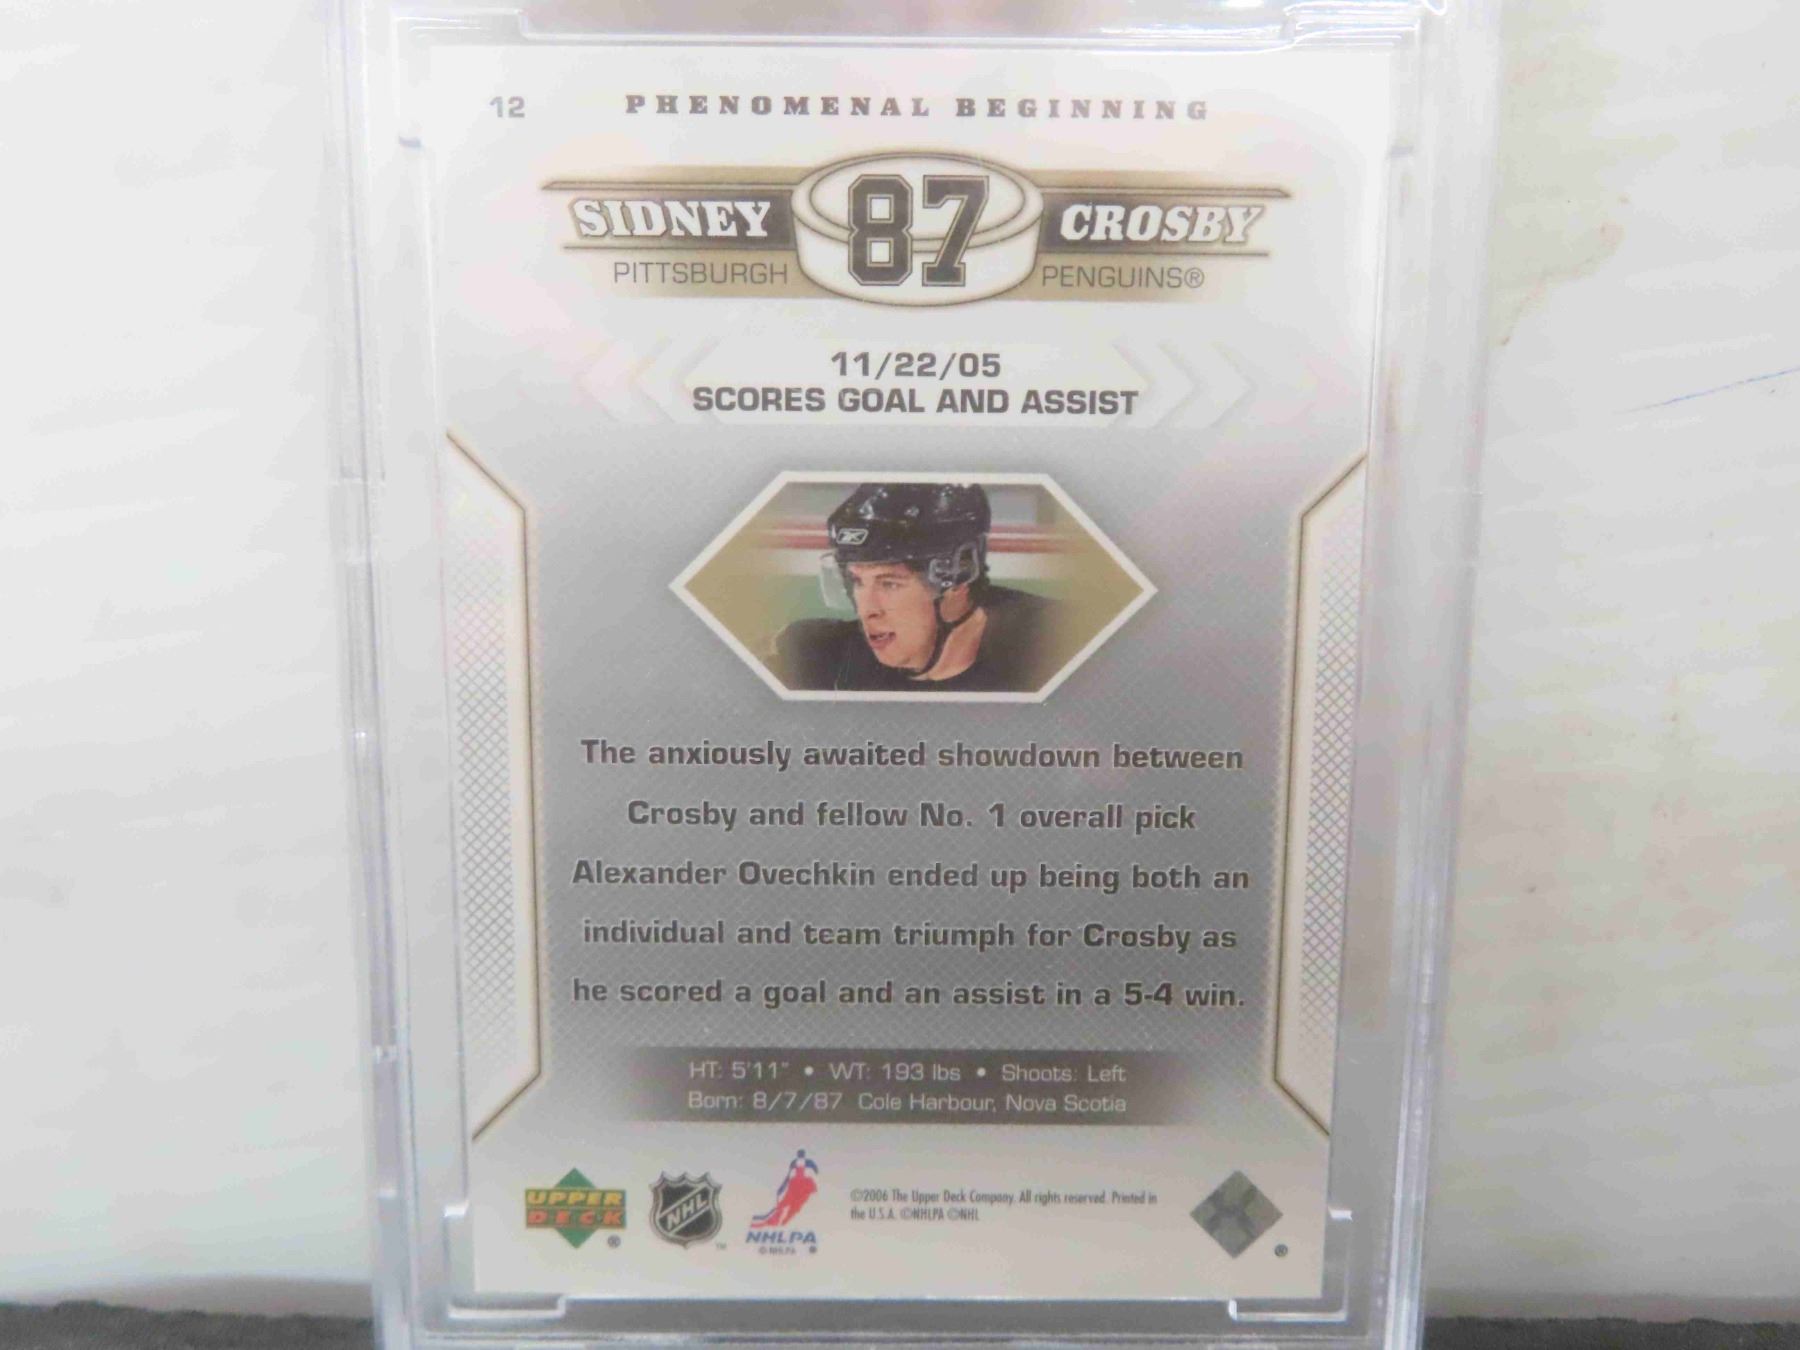 12 PHENOMENAL BEGINNING
SIDNEY 87 CROSBY
PITTSBURGH PENGUINS®
11/22/05
SCORES GOAL AND ASSIST
The anxiously awaited showdown between
Crosby and fellow No. 1 overall pick
Alexander Ovechkin ended up being both an
individual and team triumph for Crosby as
he scored a goal and an assist in a 5-4 win.
HT: 5'11" • WT: 193 lbs • Shoots: Left
Born: 8/7/87 Cole Harbour, Nova Scotia
UPPER
DECK ®
NHL ™
NHLPA
© NHLPA ®
©2006 The Upper Deck Company. All rights reserved. Printed in
the U.S.A. ©NHLPA ©NHL
®